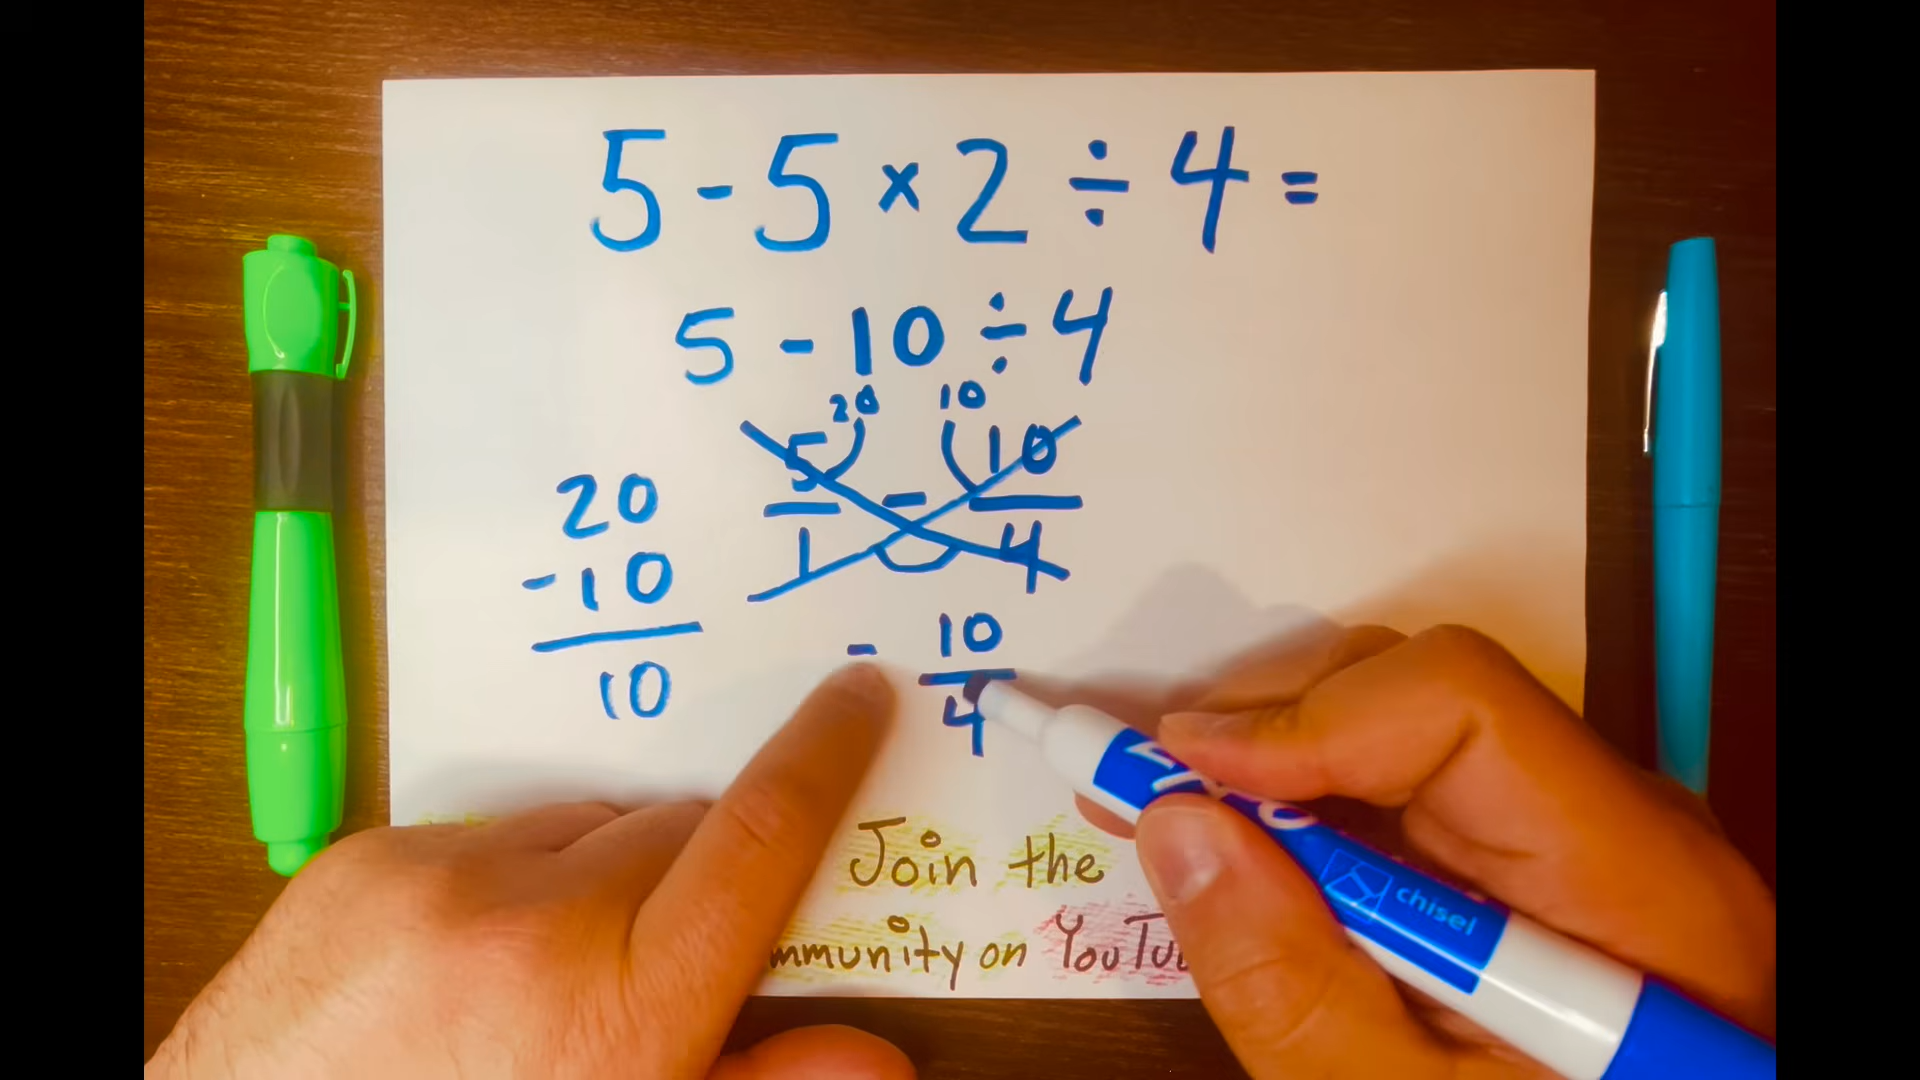 5 - 5 × 2 ÷ 4 =
5 - 10 ÷ 4
20 10
5 - 10
1 4
20
- 10
10
- 10
4
Join the
mmunity on YouTu
chisel